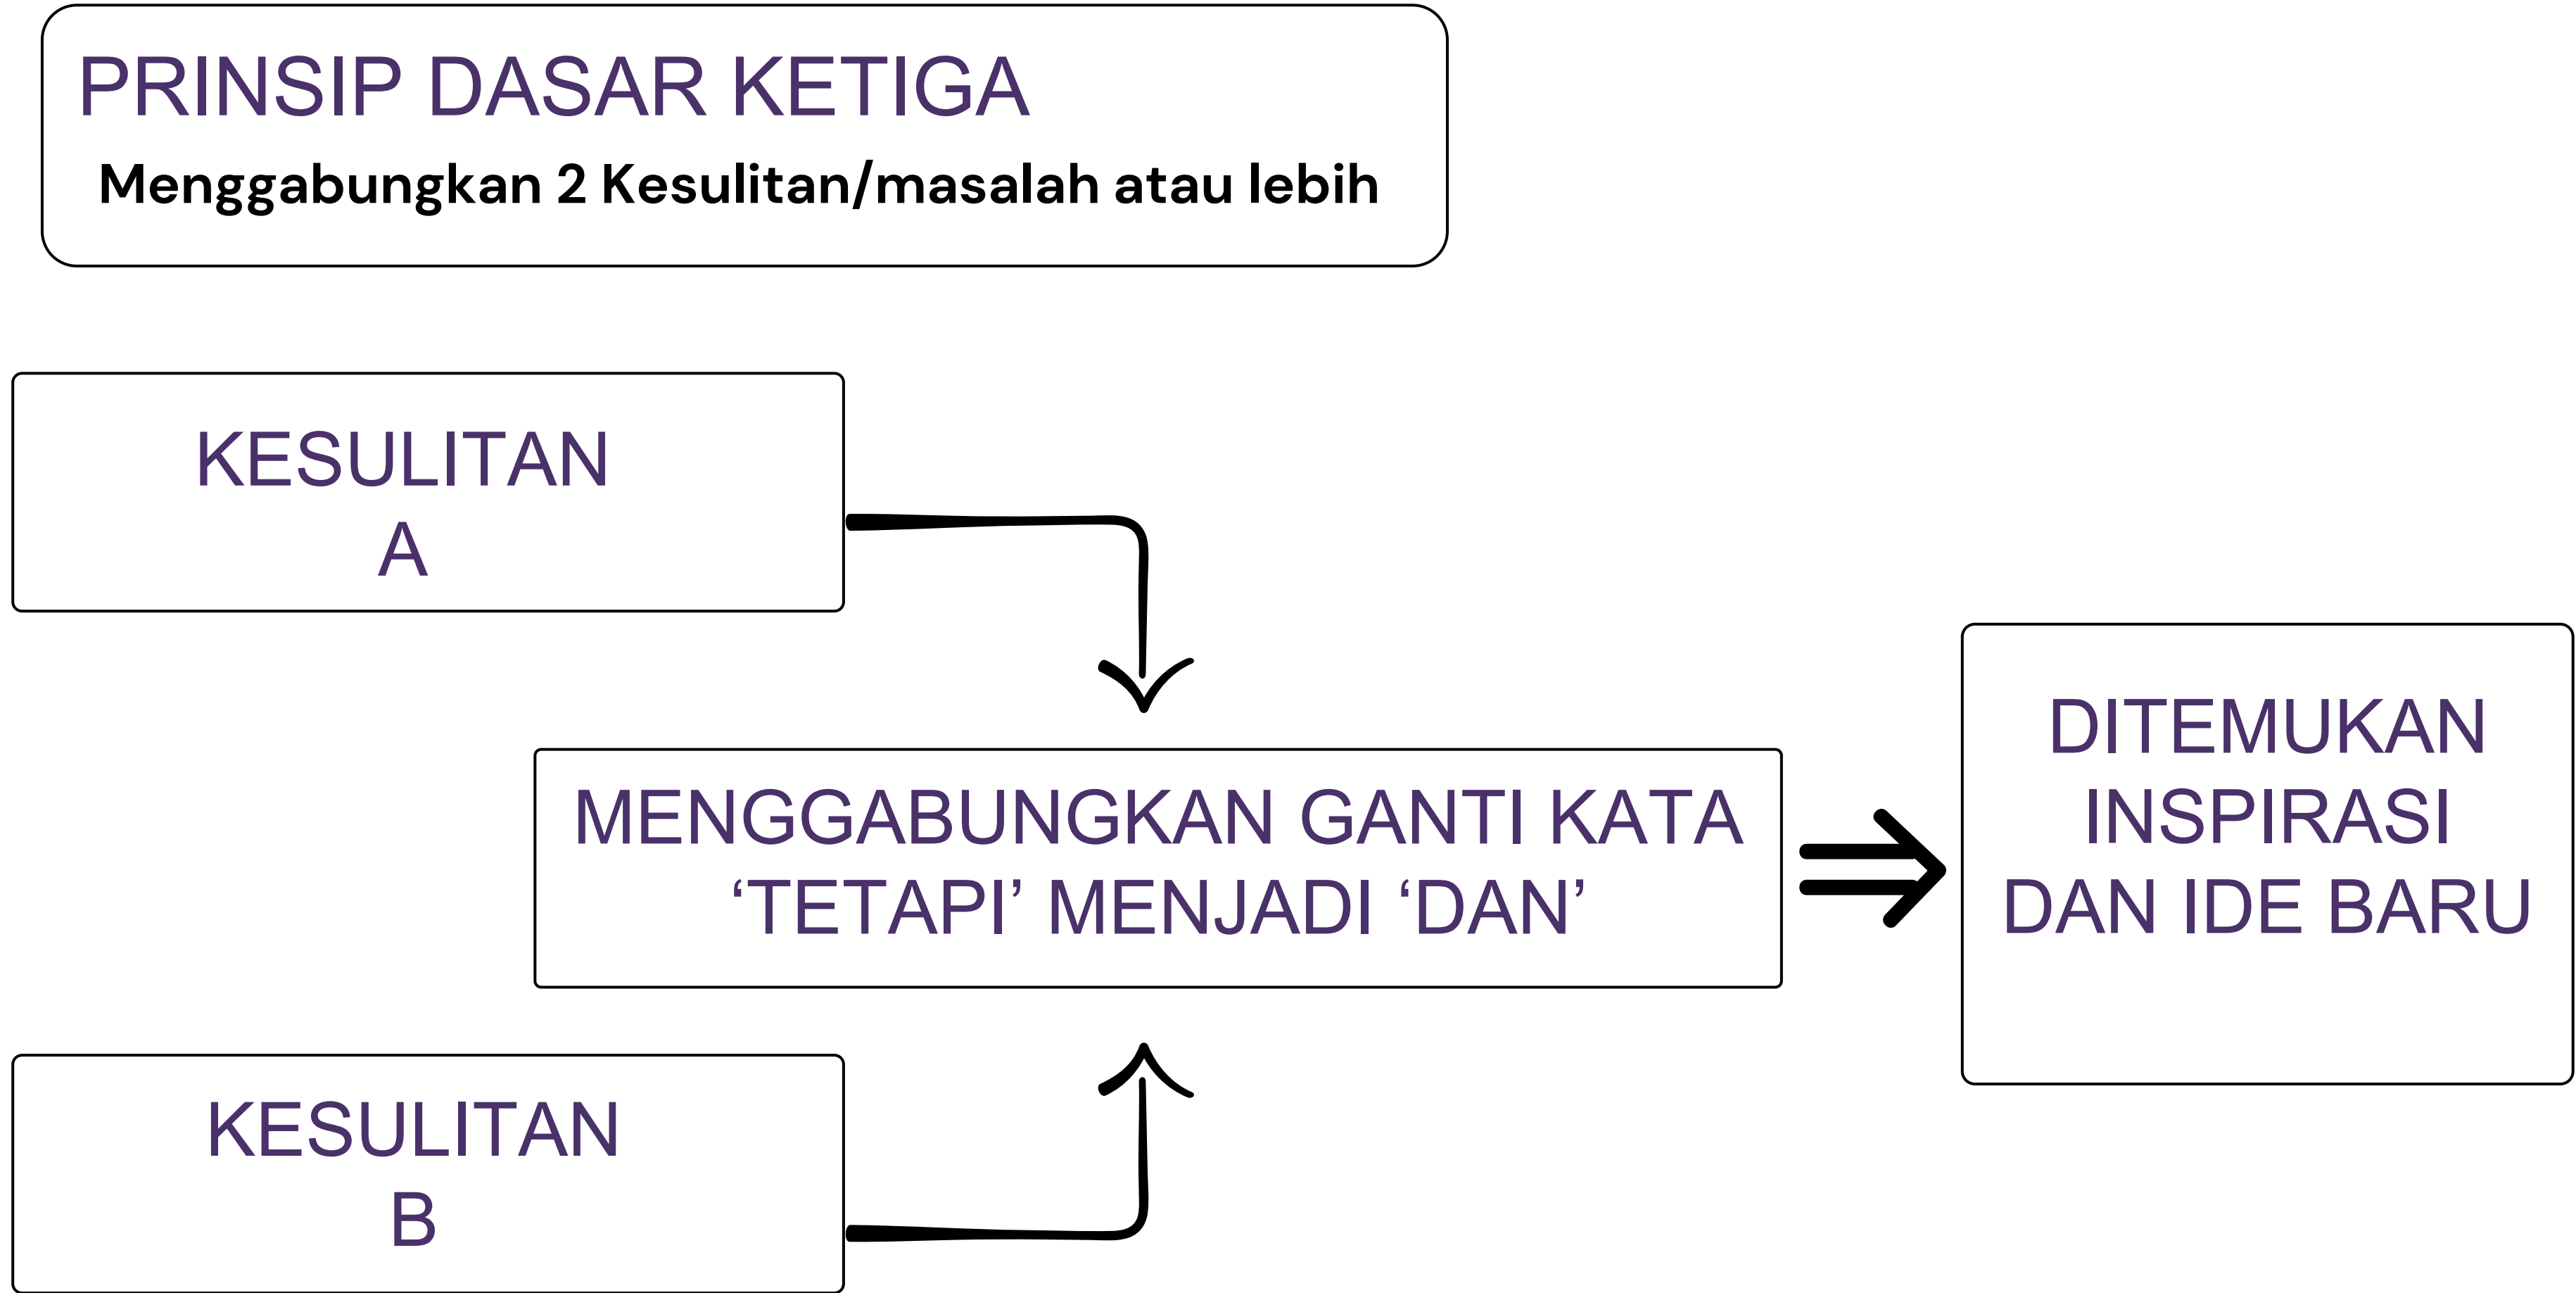 PRINSIP DASAR KETIGA
Menggabungkan 2 Kesulitan/masalah atau lebih
KESULITAN
A
MENGGABUNGKAN GANTI KATA
‘TETAPI’ MENJADI ‘DAN’
DITEMUKAN
INSPIRASI
DAN IDE BARU
KESULITAN
B